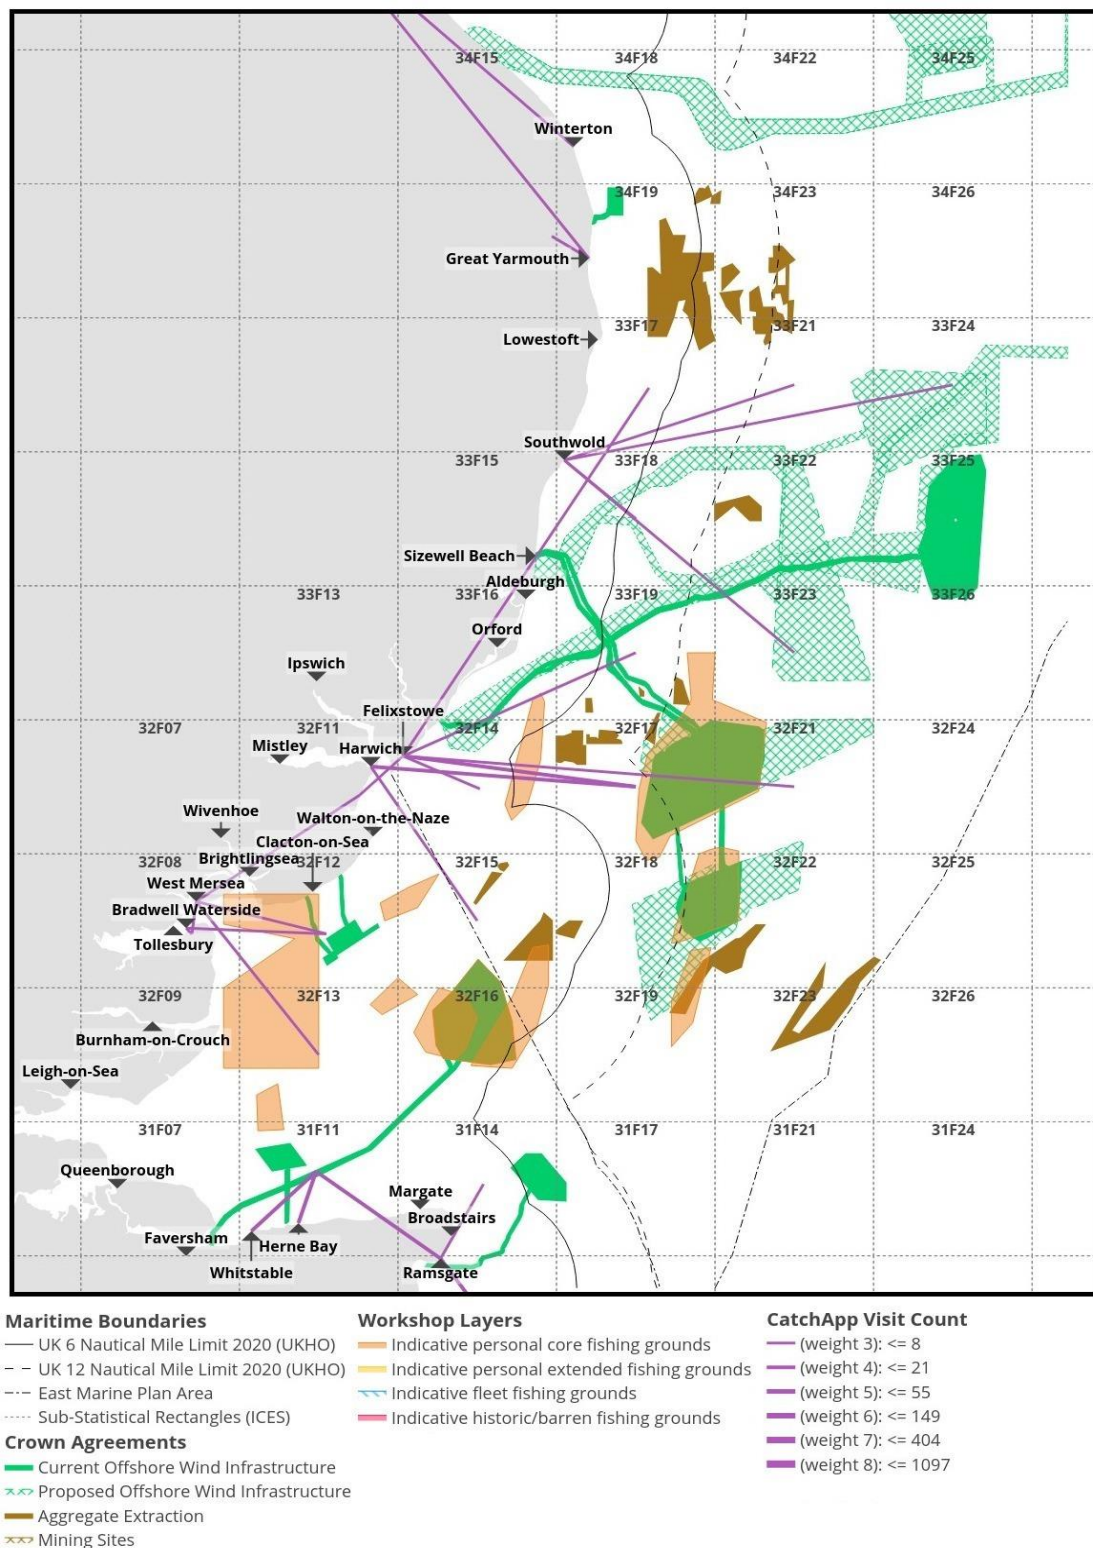 34F15 34F18 34F22 34F25
Winterton
34F19 34F23 34F26
Great Yarmouth
33F17 33F21 33F24
Lowestoft
Southwold
33F15 33F18 33F22 33F25
Sizewell Beach
Aldeburgh
33F13 33F16 33F19 33F23 33F26
Orford
Ipswich
Felixstowe
32F07 32F11 32F14 32F17 32F21 32F24
Mistley Harwich
Wivenhoe
Walton-on-the-Naze
Clacton-on-Sea
Brightlingsea
32F08 32F12 32F15 32F18 32F22 32F25
West Mersea
Bradwell Waterside
Tollesbury
32F09 32F13 32F16 32F19 32F23 32F26
Burnham-on-Crouch
Leigh-on-Sea
31F07 31F11 31F14 31F17 31F21 31F24
Queenborough
Margate
Broadstairs
Faversham
Herne Bay
Whitstable
Ramsgate
Maritime Boundaries
UK 6 Nautical Mile Limit 2020 (UKHO)
UK 12 Nautical Mile Limit 2020 (UKHO)
East Marine Plan Area
Sub-Statistical Rectangles (ICES)
Crown Agreements
Current Offshore Wind Infrastructure
Proposed Offshore Wind Infrastructure
Aggregate Extraction
Mining Sites
Workshop Layers
Indicative personal core fishing grounds
Indicative personal extended fishing grounds
Indicative fleet fishing grounds
Indicative historic/barren fishing grounds
CatchApp Visit Count
(weight 3): <= 8
(weight 4): <= 21
(weight 5): <= 55
(weight 6): <= 149
(weight 7): <= 404
(weight 8): <= 1097